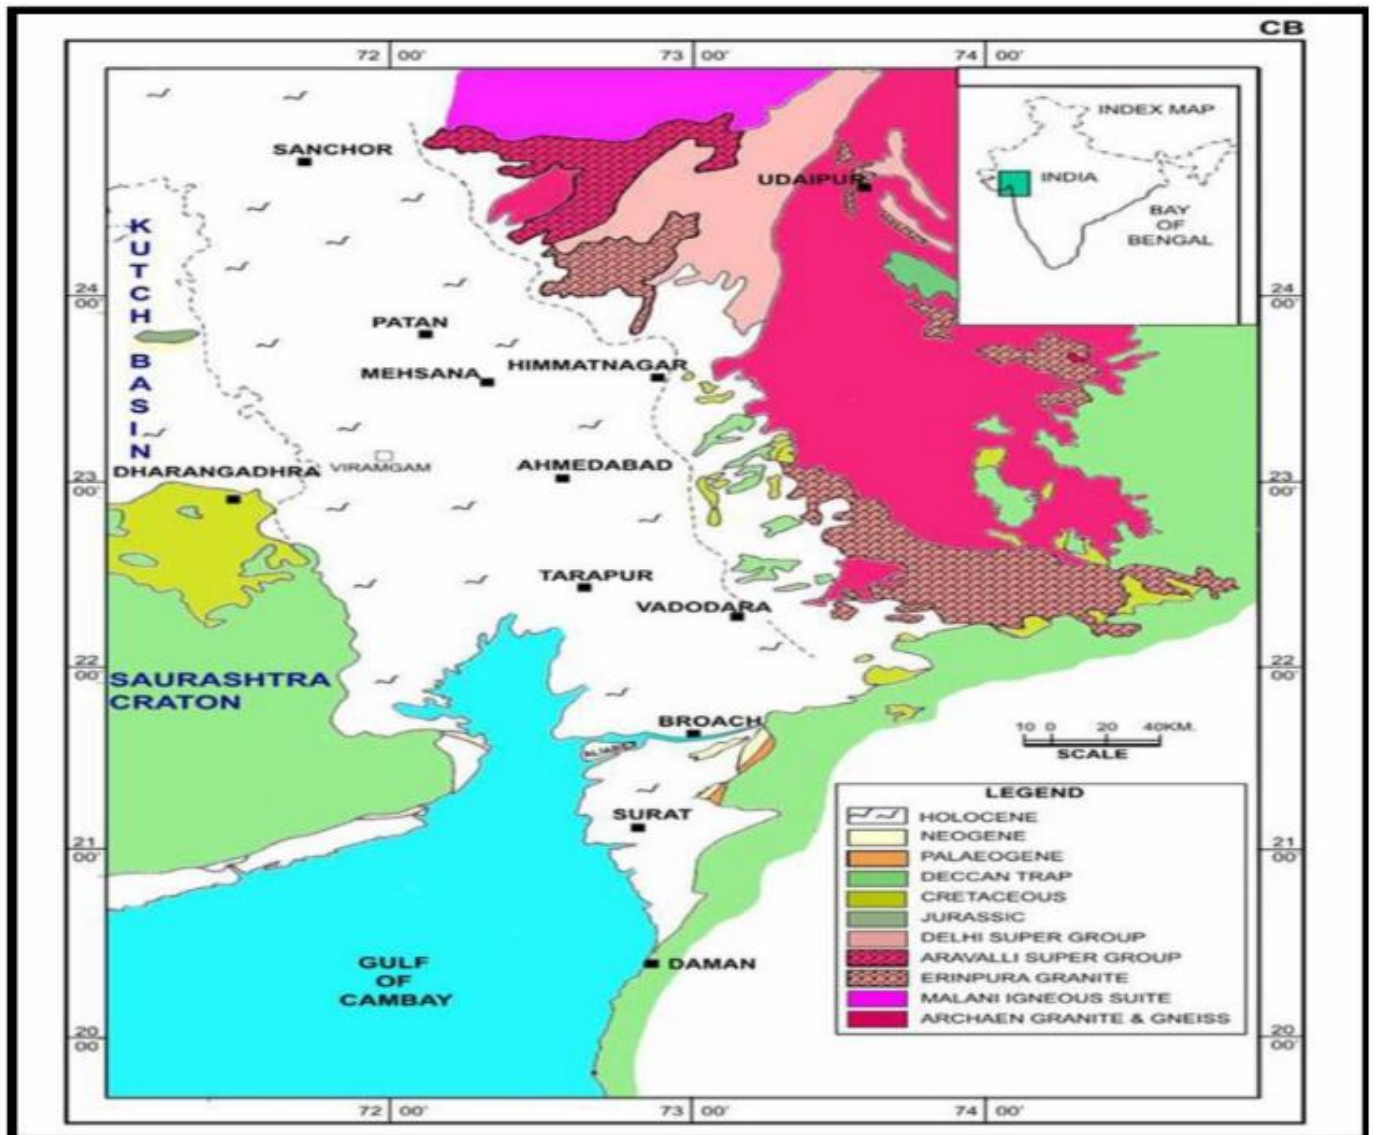 CB
72 00'
73 00'
74 00'
INDEX MAP
INDIA
BAY
OF
BENGAL
SANCHOR
UDAIPUR
KUTCH BASIN
24
00'
24
00'
PATAN
MEHSANA
HIMMATNAGAR
VIRAMGAM
DHARANGADHRA
AHMEDABAD
23
00'
23
00'
TARAPUR
VADODARA
22
00'
22
00'
SAURASHTRA
CRATON
BROACH
10 0 20 40KM.
SCALE
SURAT
21
00'
21
00'
LEGEND
HOLOCENE
NEOGENE
PALAEOGENE
DECCAN TRAP
CRETACEOUS
JURASSIC
DELHI SUPER GROUP
ARAVALLI SUPER GROUP
ERINPURA GRANITE
MALANI IGNEOUS SUITE
ARCHAEN GRANITE & GNEISS
GULF
OF
CAMBAY
DAMAN
20
00'
20
00'
72 00'
73 00'
74 00'